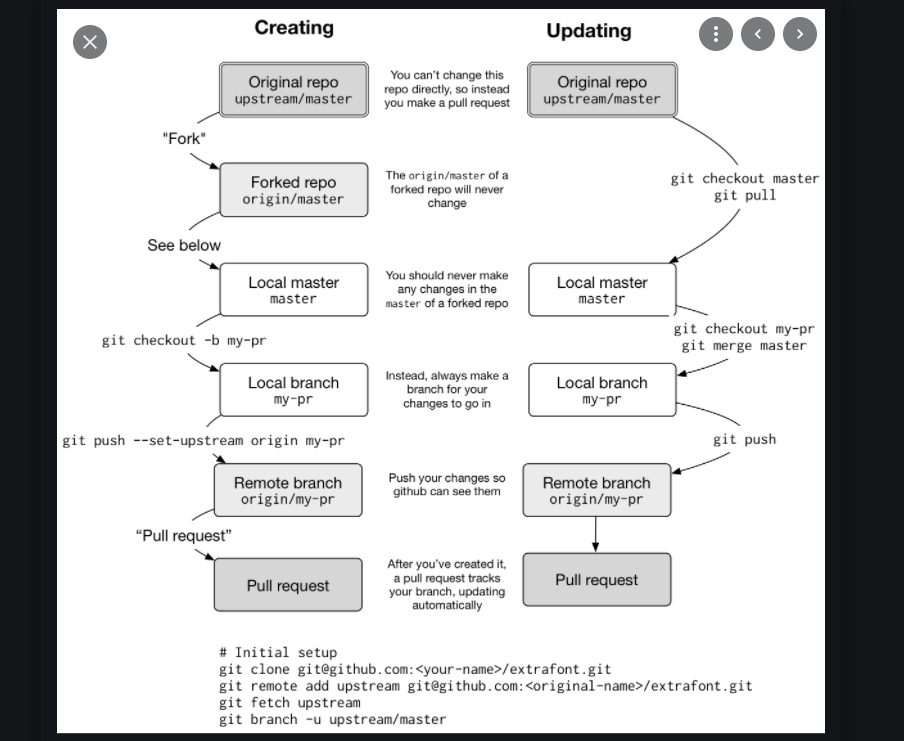 Creating
Updating
Original repo
upstream/master
You can't change this
repo directly, so instead
you make a pull request
Original repo
upstream/master
"Fork"
Forked repo
origin/master
The origin/master of a
forked repo will never
change
git checkout master
git pull
See below
Local master
master
You should never make
any changes in the
master of a forked repo
Local master
master
git checkout -b my-pr
git checkout my-pr
git merge master
Local branch
my-pr
Instead, always make a
branch for your
changes to go in
Local branch
my-pr
git push --set-upstream origin my-pr
git push
Remote branch
origin/my-pr
Push your changes so
github can see them
Remote branch
origin/my-pr
“Pull request”
Pull request
After you've created it,
a pull request tracks
your branch, updating
automatically
Pull request
# Initial setup
git clone git@github.com:<your-name>/extrafont.git
git remote add upstream git@github.com:<original-name>/extrafont.git
git fetch upstream
git branch -u upstream/master